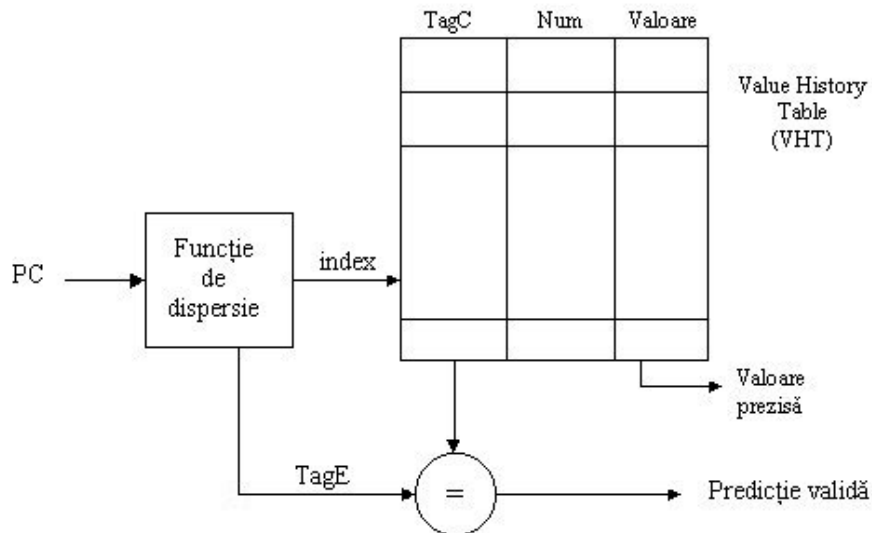 TagC Num Valoare
Value History
Table
(VHT)
Funcție
de
dispersie
PC
index
Valoare
prezisă
TagE
=
Predicție validă